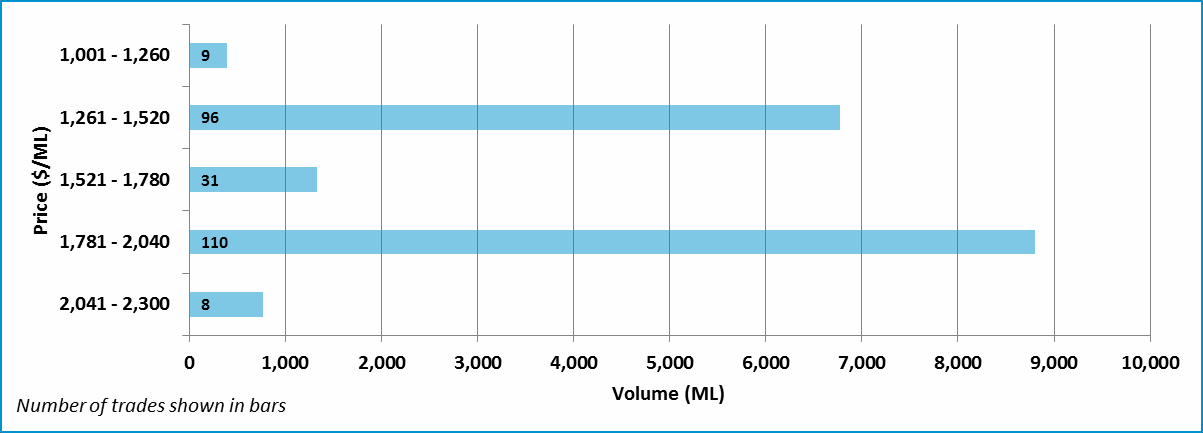 Price ($/ML)
1,001 - 1,260
9
1,261 - 1,520
96
1,521 - 1,780
31
1,781 - 2,040
110
2,041 - 2,300
8
0 1,000 2,000 3,000 4,000 5,000 6,000 7,000 8,000 9,000 10,000
Volume (ML)
Number of trades shown in bars